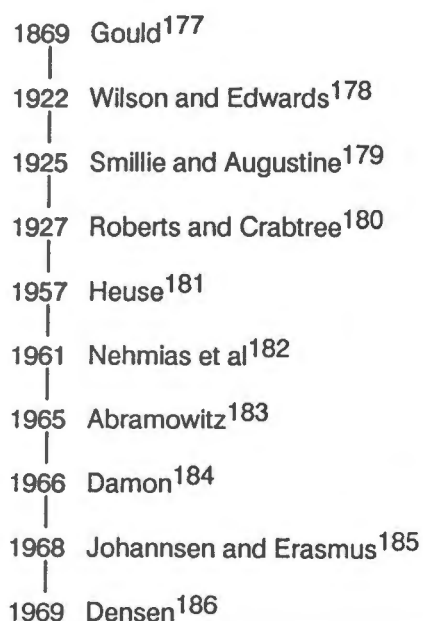 1869 Gould177
1922 Wilson and Edwards178
1925 Smillie and Augustine179
1927 Roberts and Crabtree180
1957 Heuse181
1961 Nehmias et al182
1965 Abramowitz183
1966 Damon184
1968 Johannsen and Erasmus185
1969 Densen186